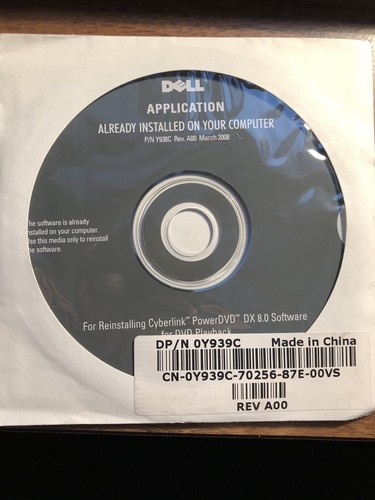 DELL
APPLICATION
ALREADY INSTALLED ON YOUR COMPUTER
P/N Y938C Rev. A00 March 2008
The software is already
installed on your computer.
Use this media only to reinstall
the software.
For Reinstalling Cyberlink™ PowerDVD™ DX 8.0 Software
for DVD Playback
DP/N 0Y939C Made in China
CN-0Y939C-70256-87E-00VS
REV A00